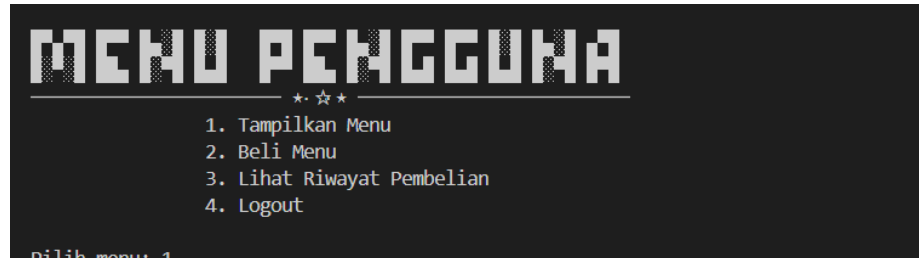 MENU PENGGUNA
⋆⋅☆⋆
1. Tampilkan Menu
2. Beli Menu
3. Lihat Riwayat Pembelian
4. Logout
Pilih menu: 1